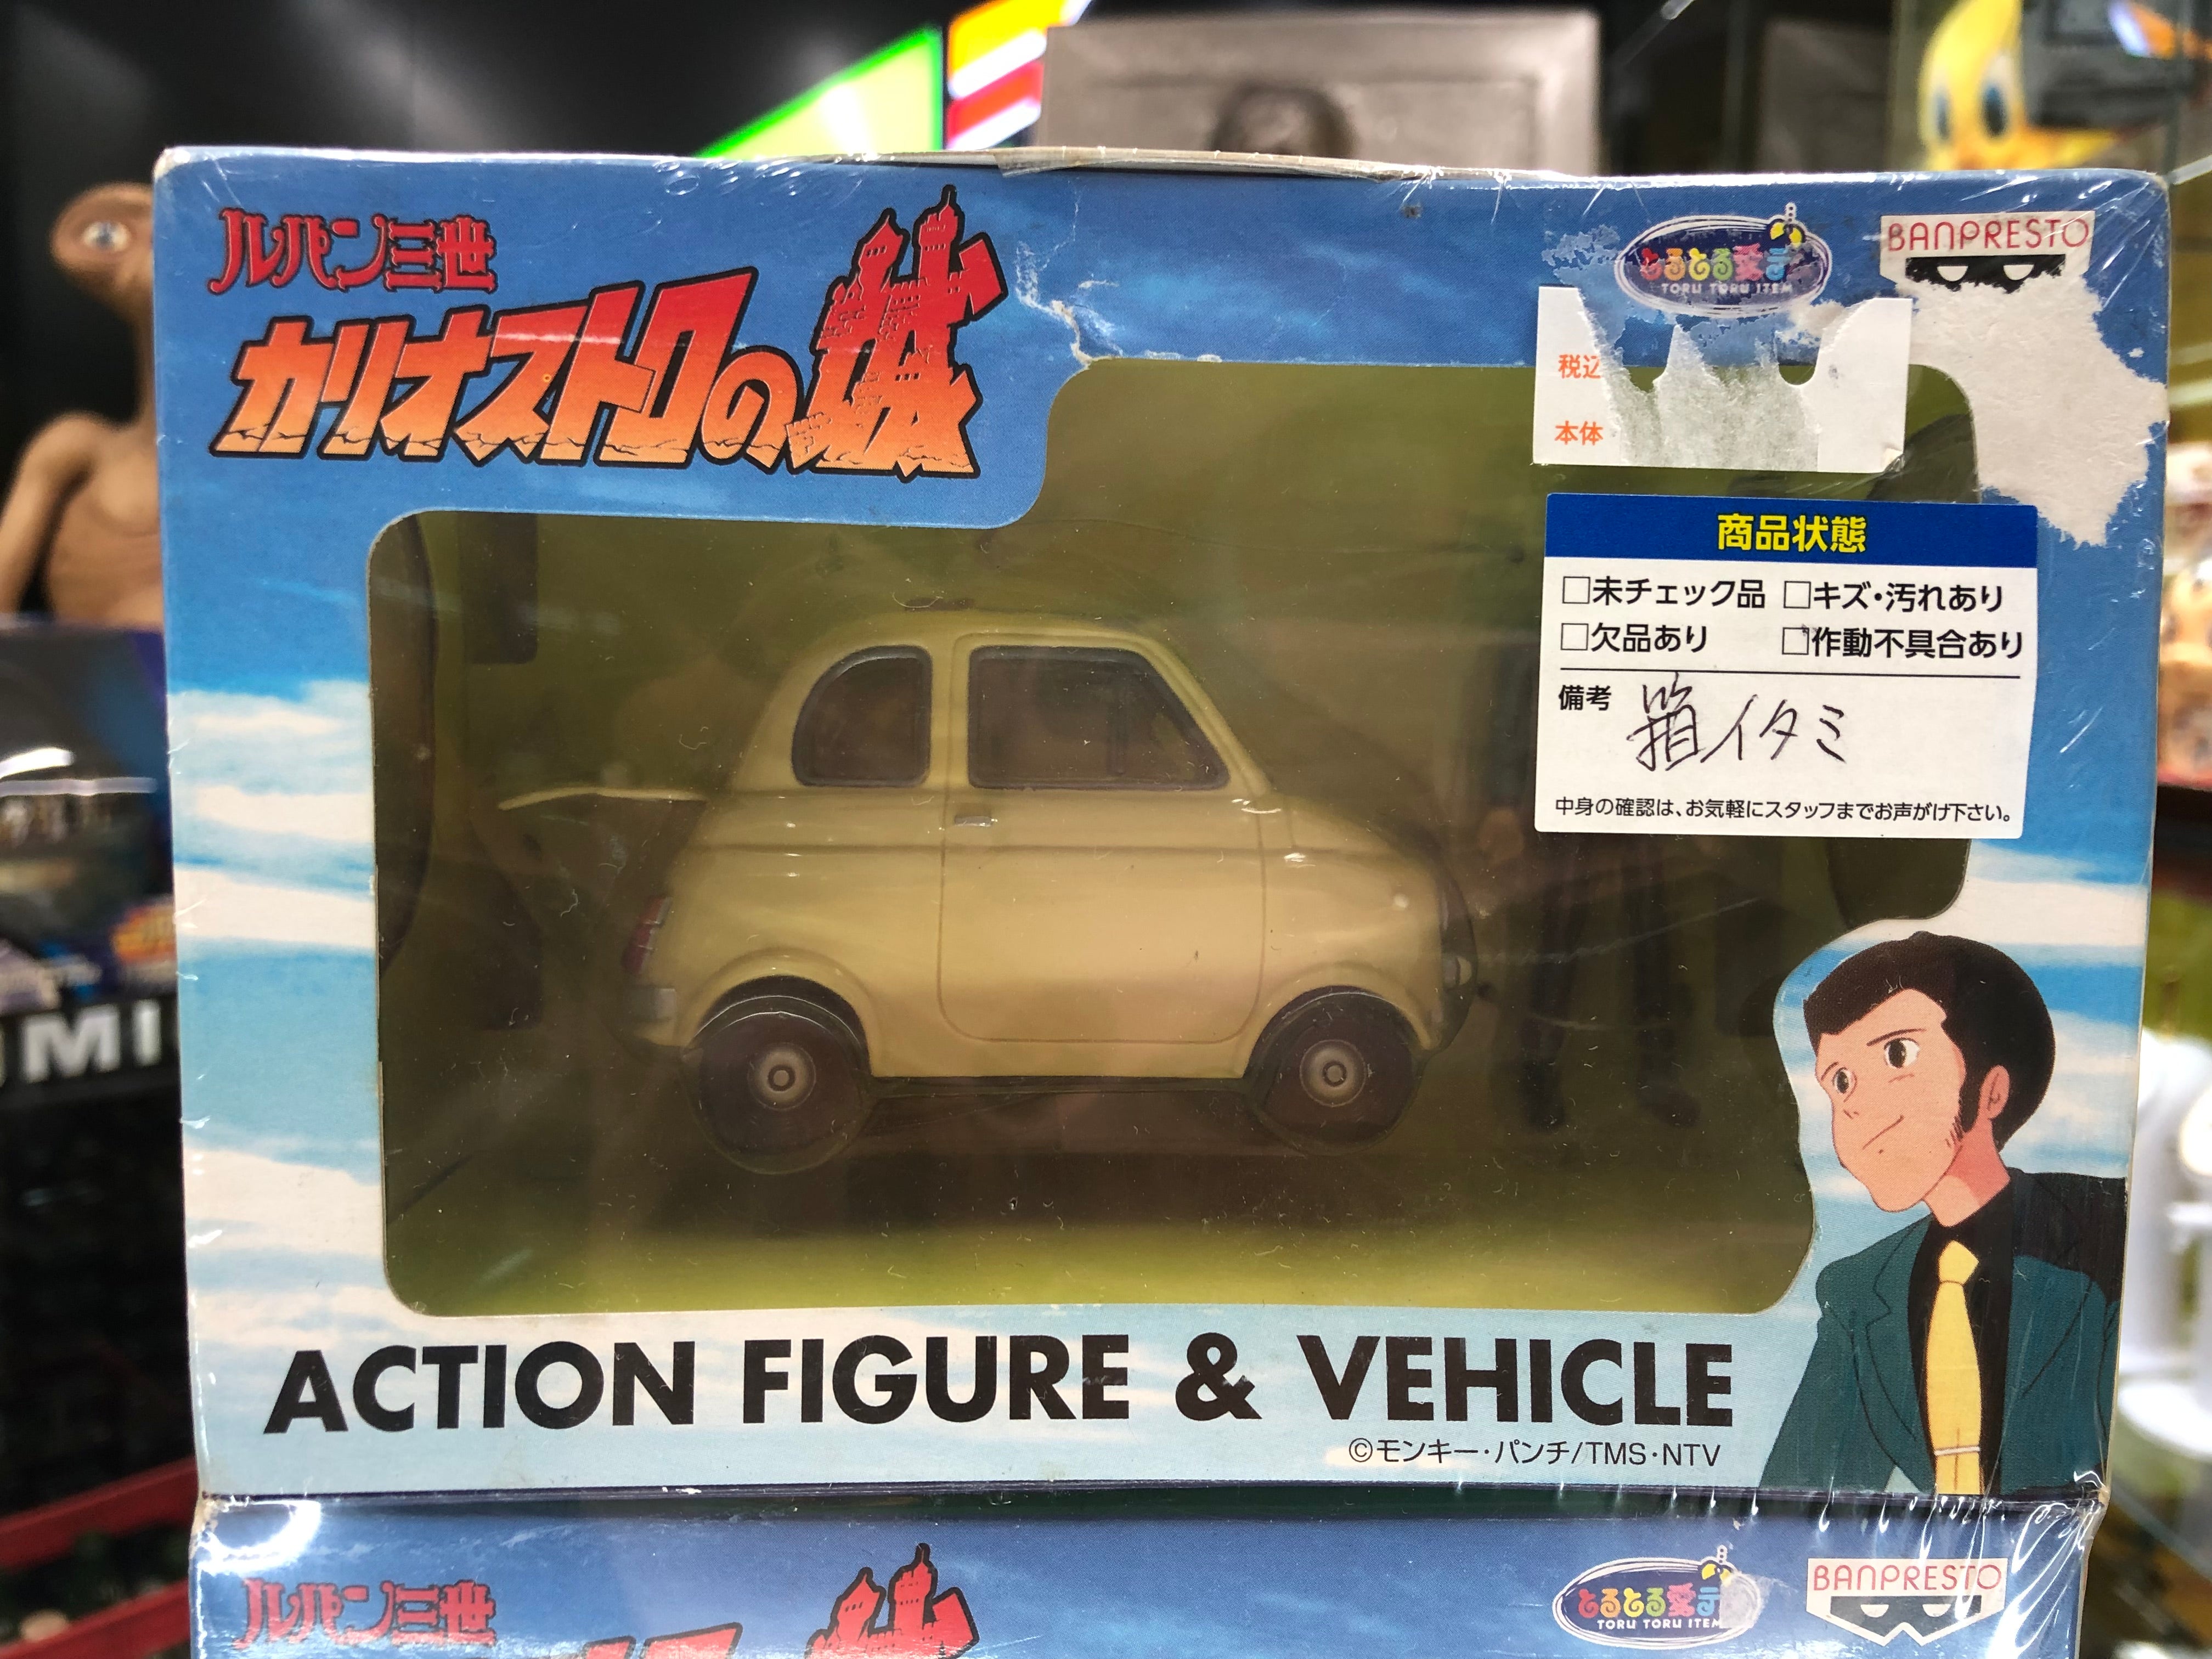 ルパン三世
カリオストロの城
とるとる愛テ
TORU TORU ITEM
BANPRESTO
税込
本体
商品状態
□未チェック品 □キズ・汚れあり
□欠品あり □作動不具合あり
備考 箱イタミ
中身の確認は、お気軽にスタッフまでお声がけ下さい。
ACTION FIGURE & VEHICLE
©モンキー・パンチ/TMS・NTV
MI
ルパン三世
とるとる愛テ
TORU TORU ITEM
BANPRESTO